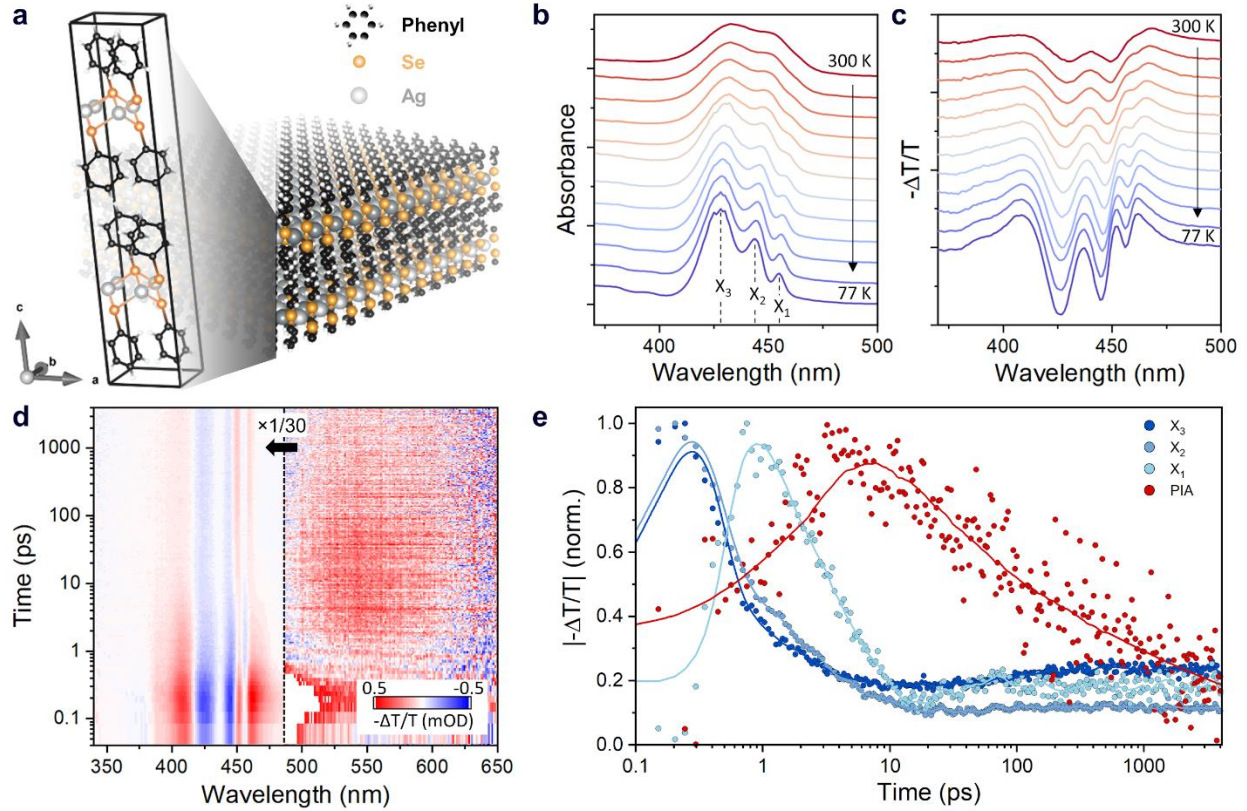 a
Phenyl
Se
Ag
c
b
a
b
Absorbance
300 K
77 K
X3
X2
X1
400
450
500
Wavelength (nm)
c
-ΔT/T
300 K
77 K
400
450
500
Wavelength (nm)
d
Time (ps)
1000
100
10
1
0.1
×1/30
0.5
-0.5
-ΔT/T (mOD)
350
400
450
500
550
600
650
Wavelength (nm)
e
|-ΔT/T| (norm.)
1.0
0.8
0.6
0.4
0.2
0.0
X3
X2
X1
PIA
0.1
1
10
100
1000
Time (ps)